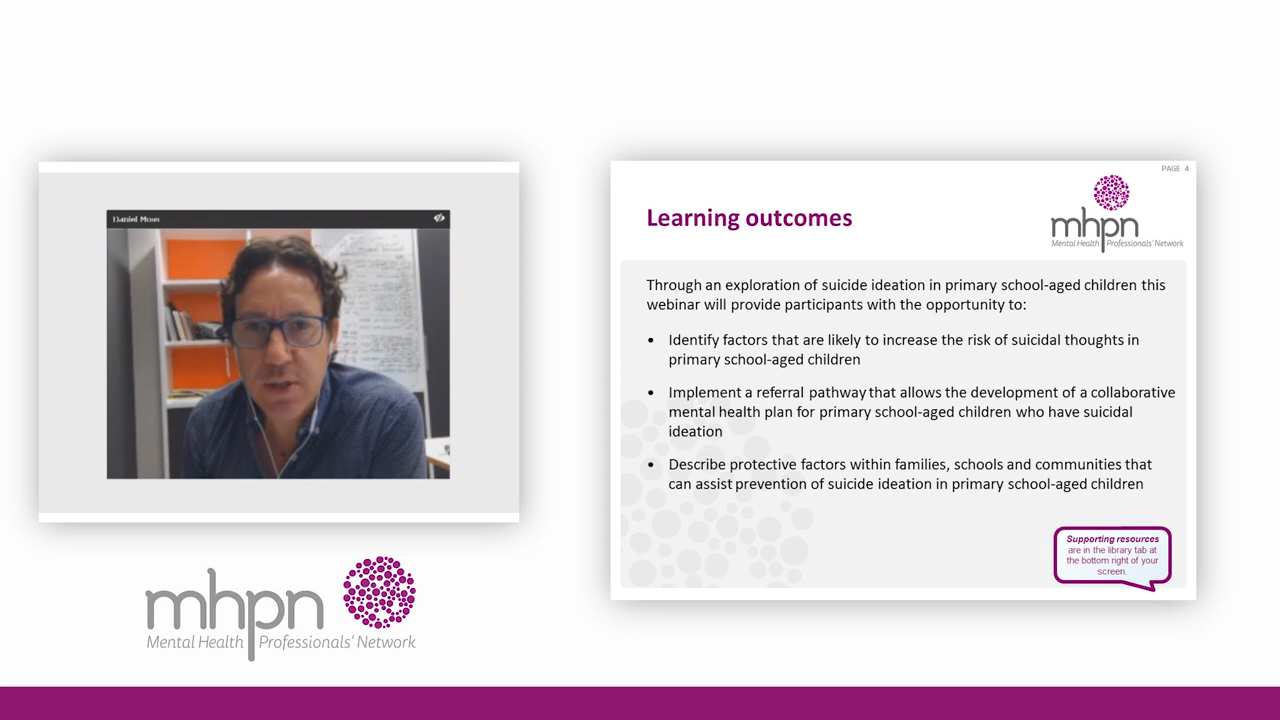 Daniel Moss
mhpn
Mental Health Professionals' Network
PAGE 4
Learning outcomes
mhpn
Mental Health Professionals' Network
Through an exploration of suicide ideation in primary school-aged children this
webinar will provide participants with the opportunity to:
• Identify factors that are likely to increase the risk of suicidal thoughts in
primary school-aged children
• Implement a referral pathway that allows the development of a collaborative
mental health plan for primary school-aged children who have suicidal
ideation
• Describe protective factors within families, schools and communities that
can assist prevention of suicide ideation in primary school-aged children
Supporting resources
are in the library tab at
the bottom right of your
screen.